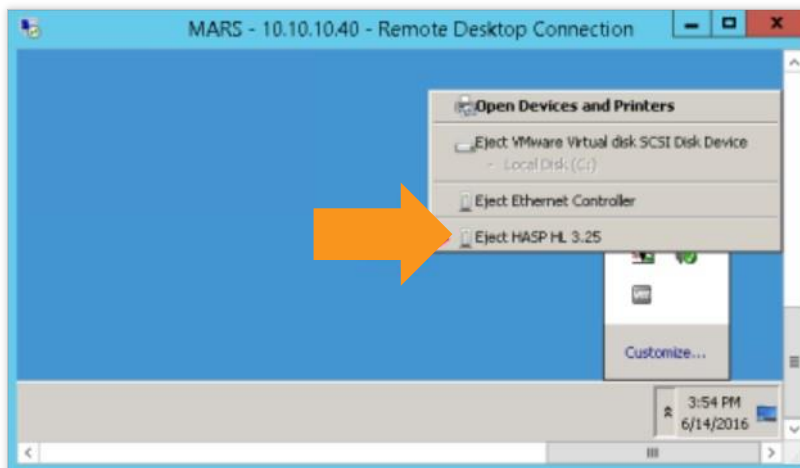 MARS - 10.10.10.40 - Remote Desktop Connection
Open Devices and Printers
Eject VMware Virtual disk SCSI Disk Device
- Local Disk (C:)
Eject Ethernet Controller
Eject HASP HL 3.25
Customize...
3:54 PM
6/14/2016